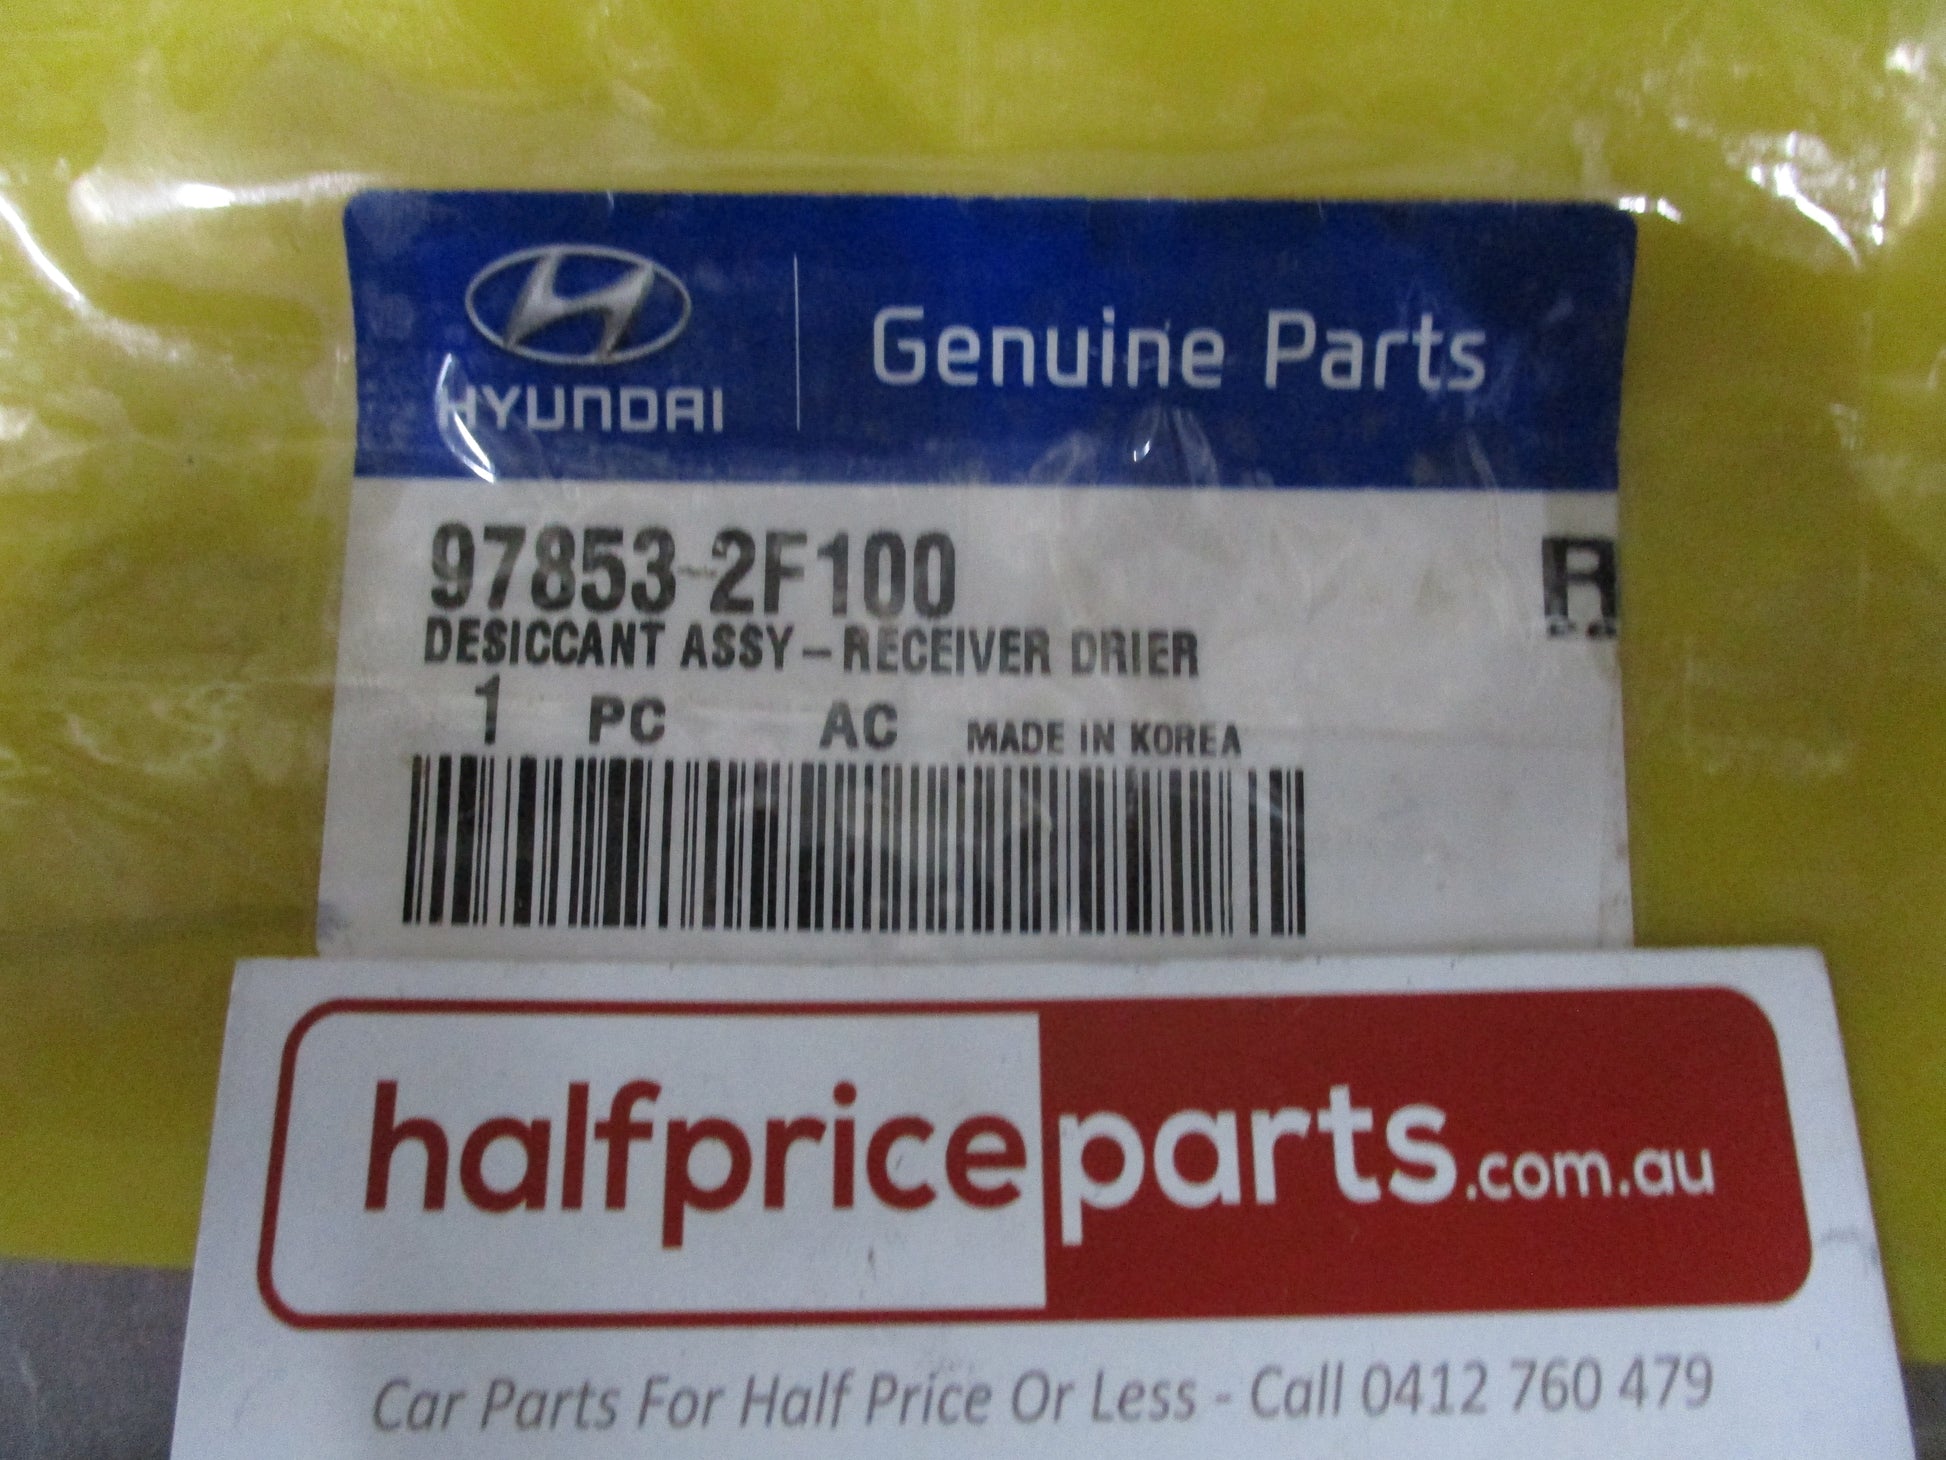 HYUNDAI
Genuine Parts
97853-2F100
R
DESICCANT ASSY-RECEIVER DRIER
1 PC AC MADE IN KOREA
halfpriceparts.com.au
Car Parts For Half Price Or Less - Call 0412 760 479